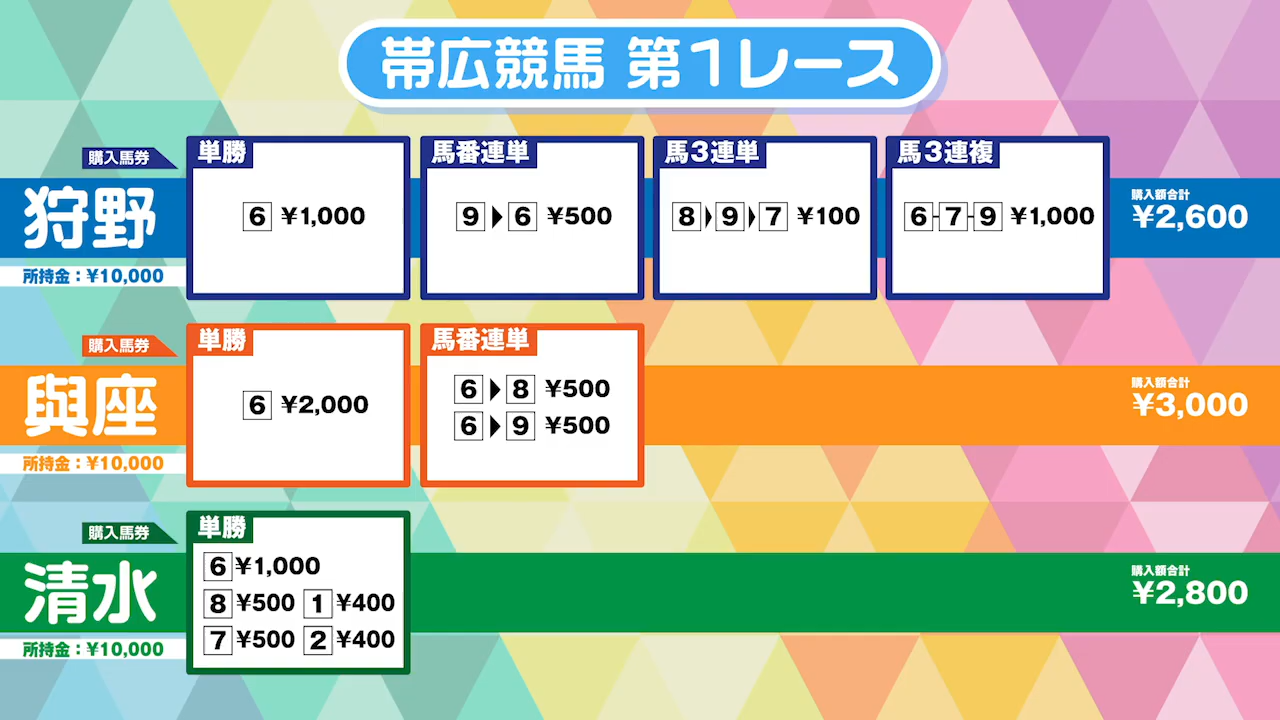 帯広競馬 第1レース
購入馬券
狩野
所持金：¥10,000
単勝
6 ¥1,000
馬番連単
9▶6 ¥500
馬3連単
8▶9▶7 ¥100
馬3連複
6-7-9 ¥1,000
購入額合計
¥2,600
購入馬券
與座
所持金：¥10,000
単勝
6 ¥2,000
馬番連単
6▶8 ¥500
6▶9 ¥500
購入額合計
¥3,000
購入馬券
清水
所持金：¥10,000
単勝
6 ¥1,000
8 ¥500 1 ¥400
7 ¥500 2 ¥400
購入額合計
¥2,800